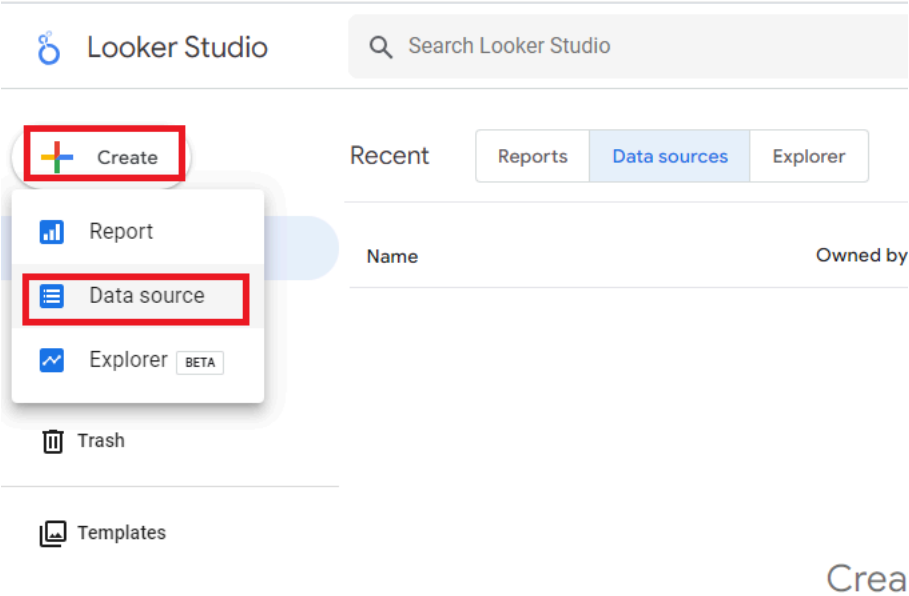 Looker Studio
Search Looker Studio
Create
Recent
Reports
Data sources
Explorer
Report
Name
Owned by
Data source
Explorer BETA
Trash
Templates
Crea